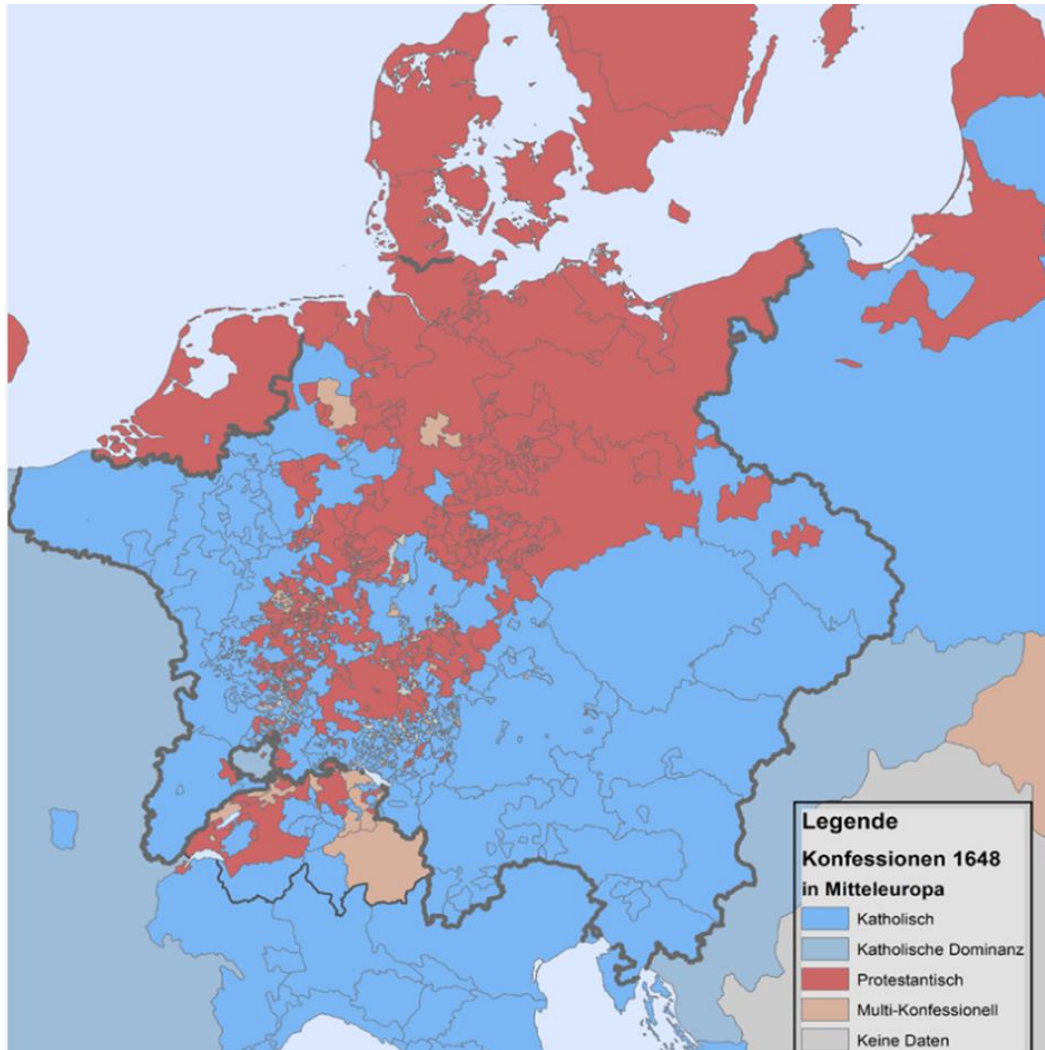 Legende
Konfessionen 1648
in Mitteleuropa
Katholisch
Katholische Dominanz
Protestantisch
Multi-Konfessionell
Keine Daten